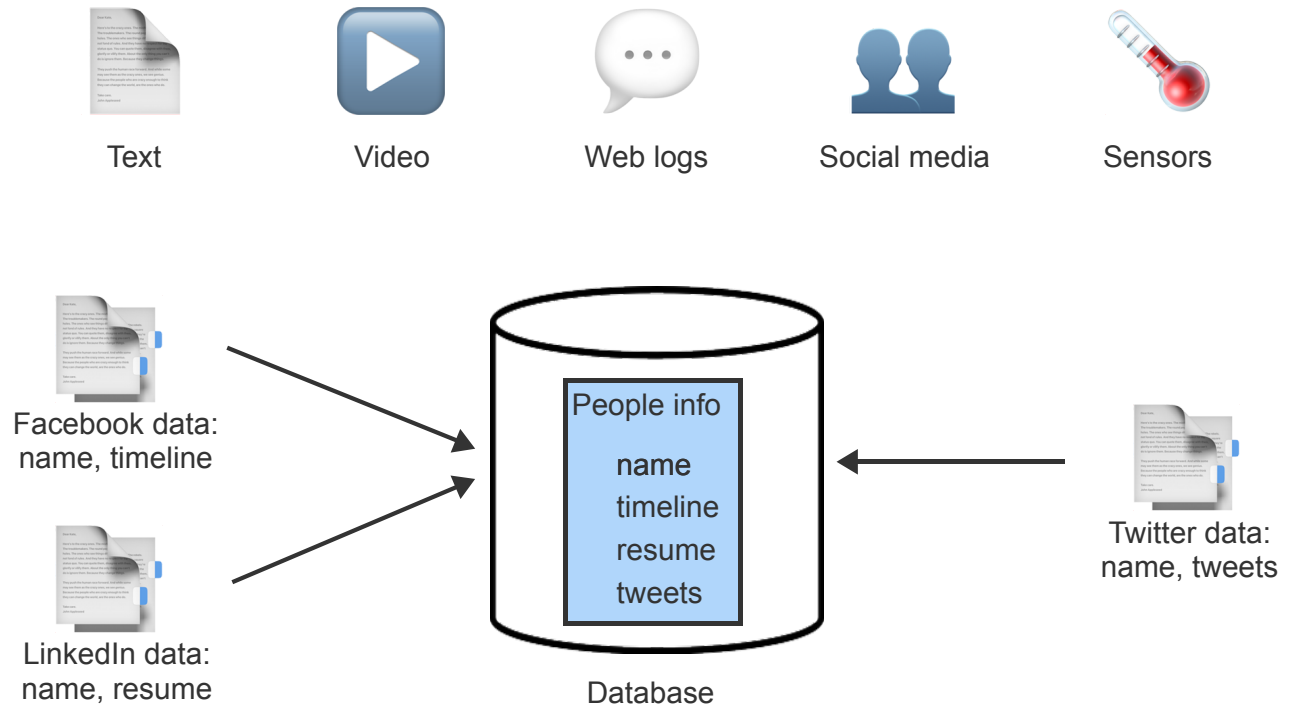 Text
Video
Web logs
Social media
Sensors
Facebook data:
name, timeline
LinkedIn data:
name, resume
People info
name
timeline
resume
tweets
Database
Twitter data:
name, tweets